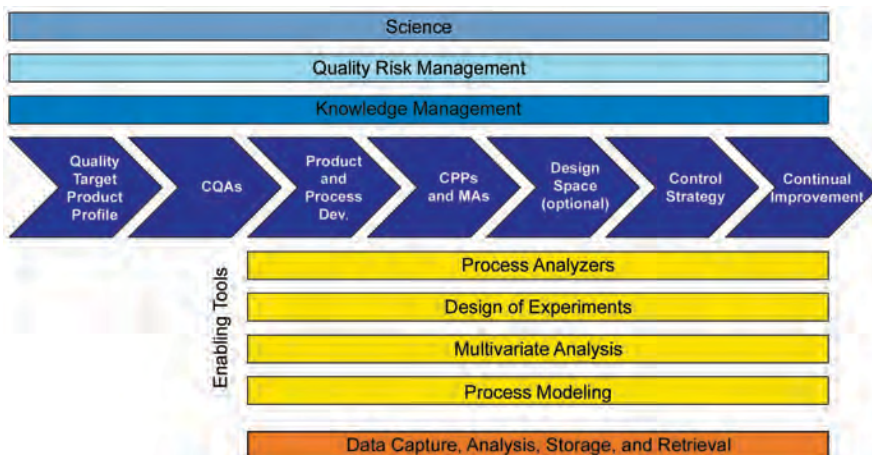 Science
Quality Risk Management
Knowledge Management
Quality
Target
Product
Profile
CQAs
Product
and
Process
Dev.
CPPs
and MAs
Design
Space
(optional)
Control
Strategy
Continual
Improvement
Enabling Tools
Process Analyzers
Design of Experiments
Multivariate Analysis
Process Modeling
Data Capture, Analysis, Storage, and Retrieval